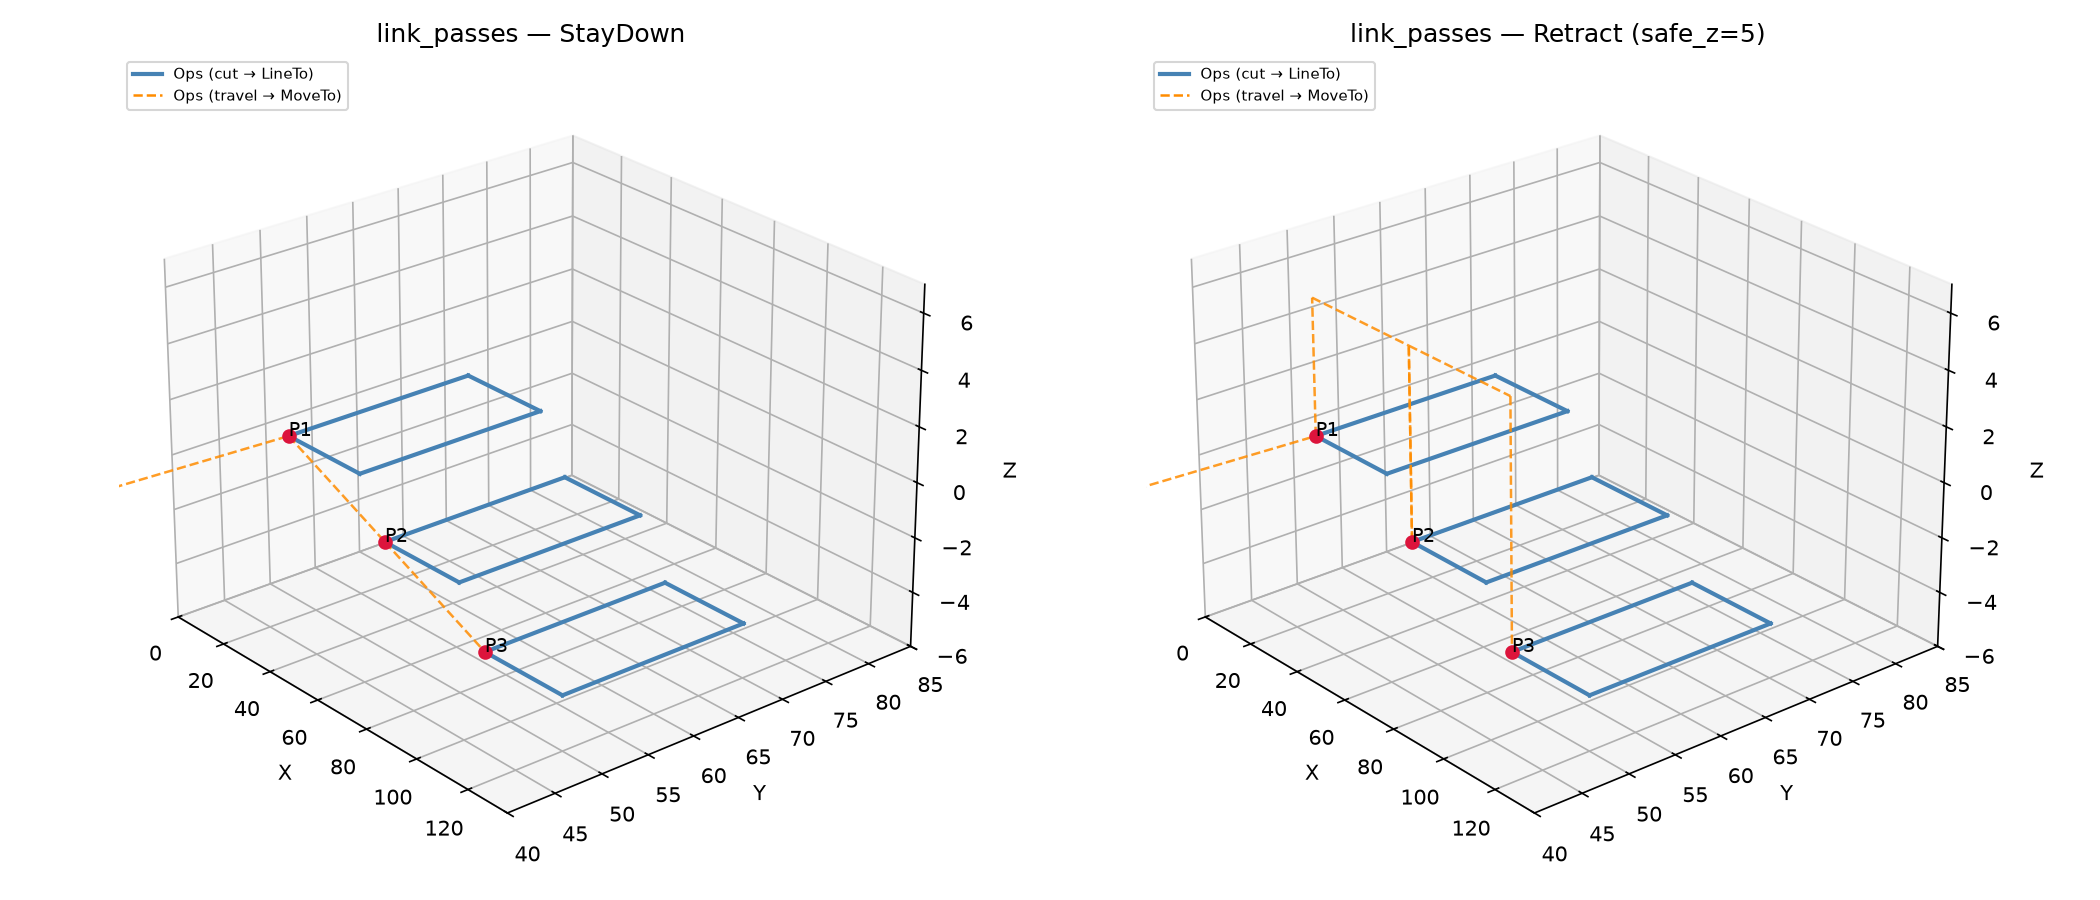 link_passes — StayDown
Ops (cut → LineTo)
Ops (travel → MoveTo)
P1
P2
P3
6
4
2
0
−2
−4
−6
Z
0
20
40
60
80
100
120
X
40
45
50
55
60
65
70
75
80
85
Y
link_passes — Retract (safe_z=5)
Ops (cut → LineTo)
Ops (travel → MoveTo)
P1
P2
P3
6
4
2
0
−2
−4
−6
Z
0
20
40
60
80
100
120
X
40
45
50
55
60
65
70
75
80
85
Y